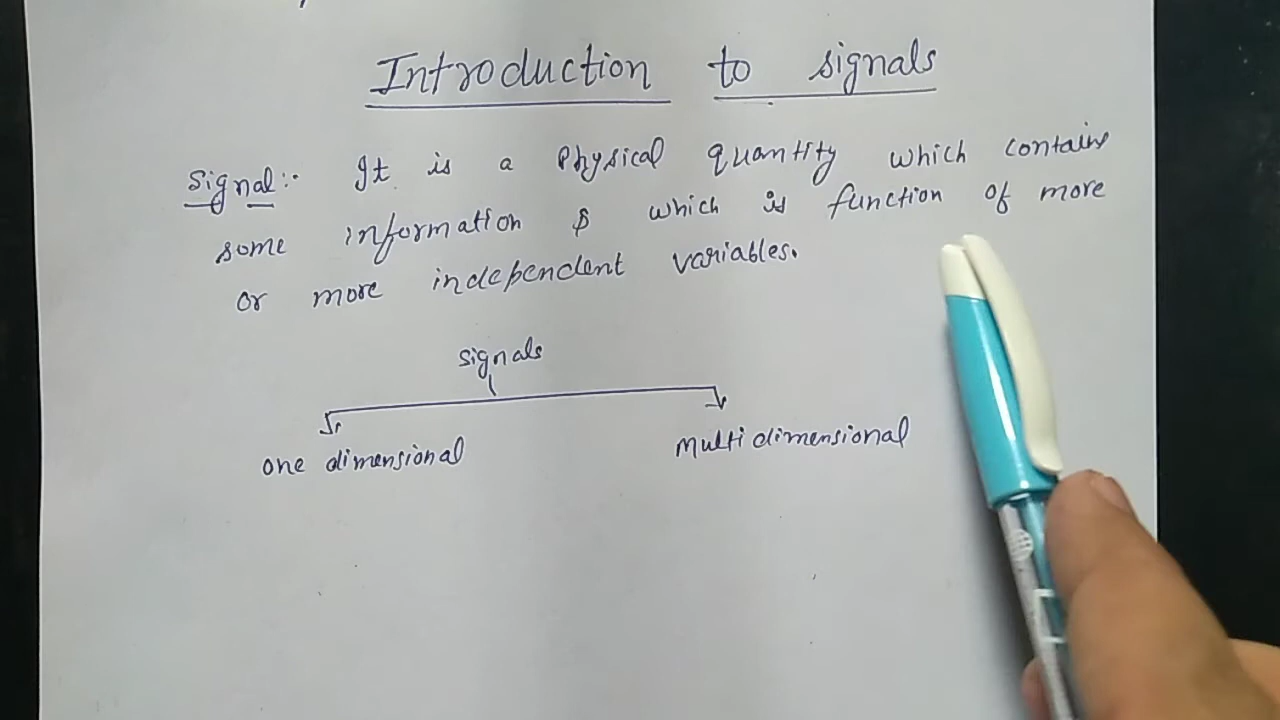 Introduction to signals
Signal:- It is a Physical quantity which contains
some information & which is function of more
or more independent variables.
signals
one dimensional
Multi dimensional